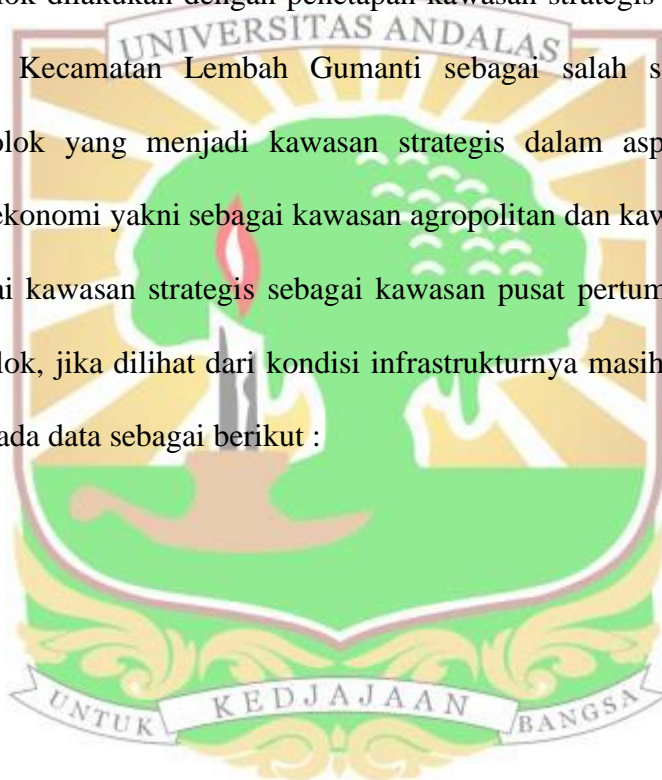 olok dilakukan dengan penetapan kawasan strategis
UNIVERSITAS ANDALAS
Kecamatan Lembah Gumanti sebagai salah s
olok yang menjadi kawasan strategis dalam asp
ekonomi yakni sebagai kawasan agropolitan dan kaw
ai kawasan strategis sebagai kawasan pusat pertum
lok, jika dilihat dari kondisi infrastrukturnya masih
ada data sebagai berikut :
UNTUK KEDJAJAAN BANGSA